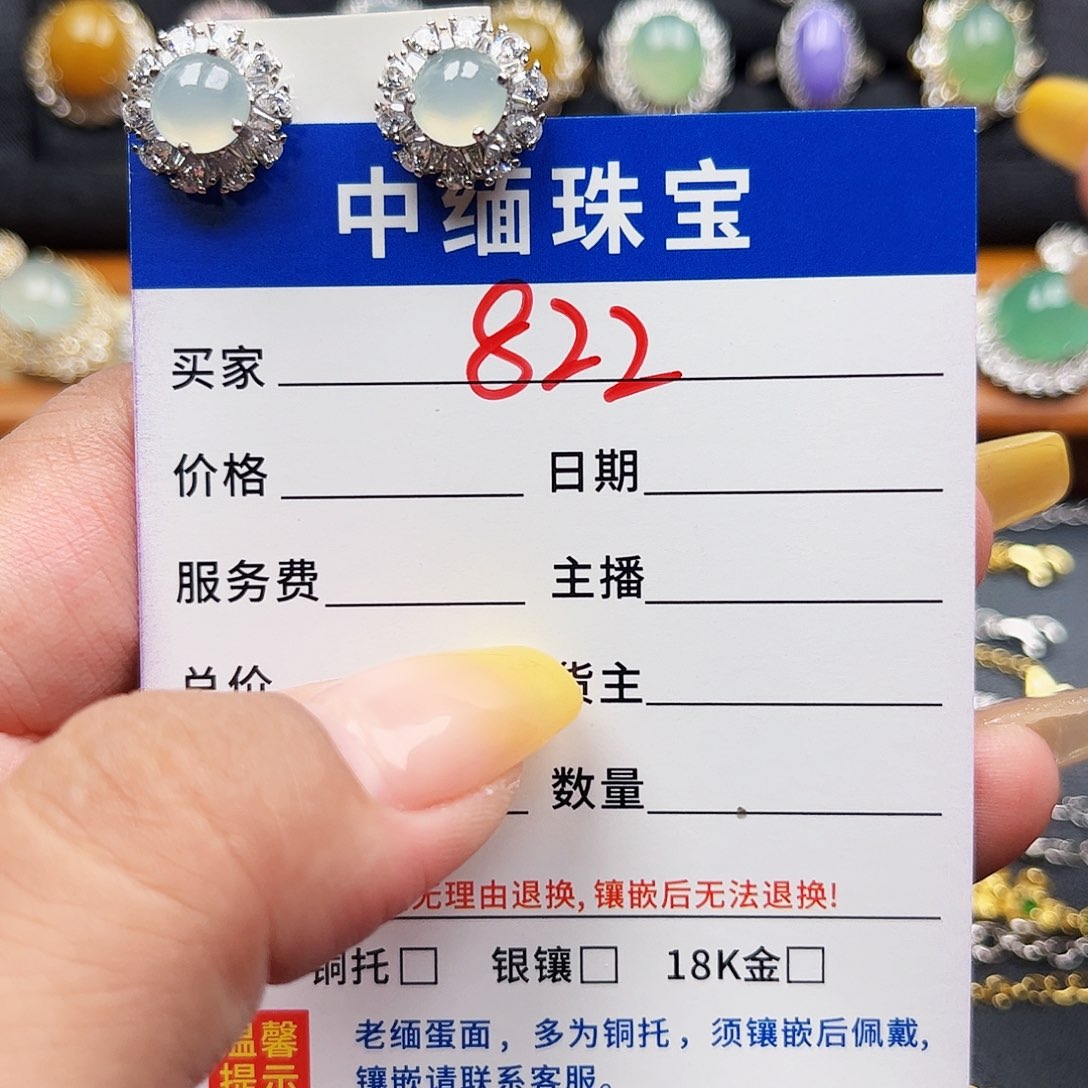 中缅珠宝
买家 822
价格 日期
服务费 主播
总价 货主
数量
无理由退换,镶嵌后无法退换!
铜托□ 银镶□ 18K金□
温馨
提示
老缅蛋面，多为铜托，须镶嵌后佩戴,
镶嵌请联系客服。